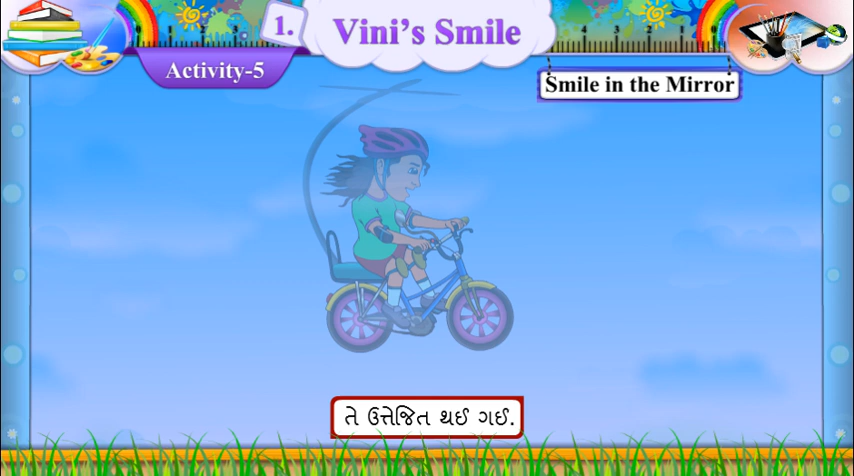 1.
Vini's Smile
Activity-5
Smile in the Mirror
તે ઉત્તેજિત થઈ ગઈ.